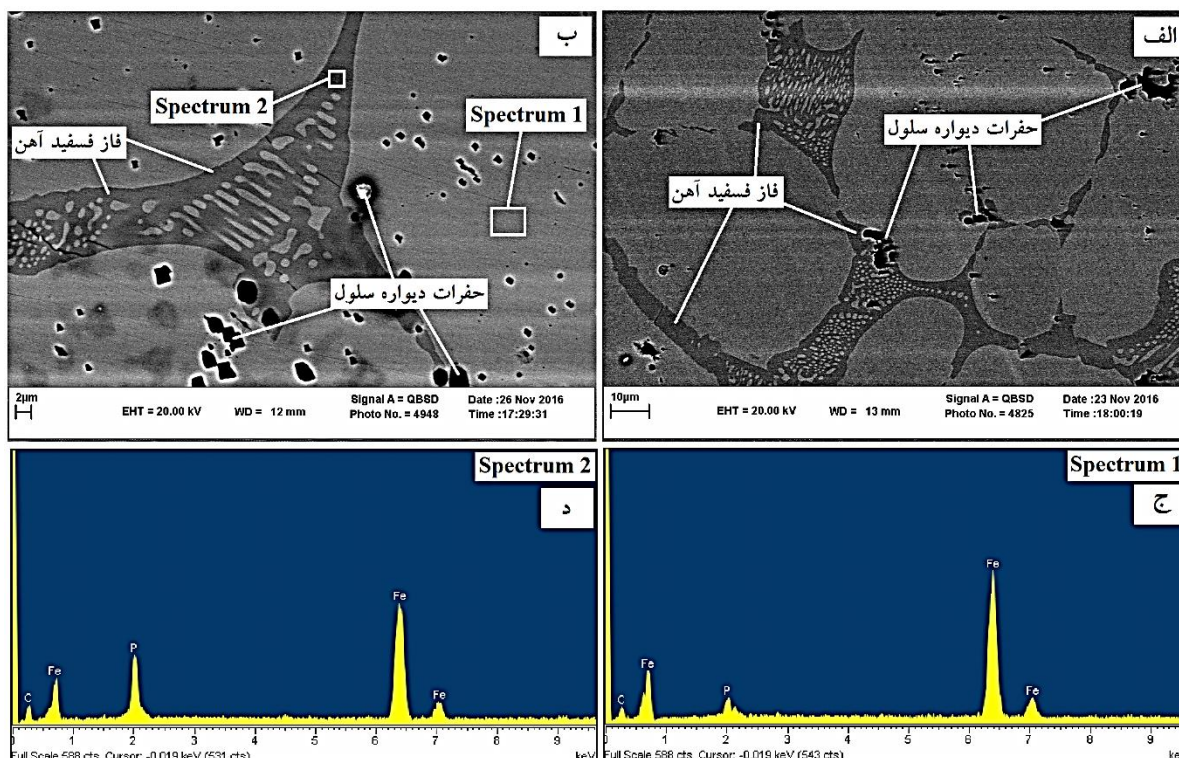 الف
حفرات دیواره سلول
فاز فسفید آهن
10µm
EHT = 20.00 kV
WD = 13 mm
Signal A = QBSD
Photo No. = 4825
Date :23 Nov 2016
Time :18:00:19
ب
Spectrum 2
Spectrum 1
فاز فسفید آهن
حفرات دیواره سلول
2µm
EHT = 20.00 kV
WD = 12 mm
Signal A = QBSD
Photo No. = 4948
Date :26 Nov 2016
Time :17:29:31
Spectrum 1
ج
C
Fe
P
Fe
Fe
0 1 2 3 4 5 6 7 8 9
Full Scale 588 cts Cursor: -0.019 keV (543 cts)
ke
Spectrum 2
د
C
Fe
P
Fe
Fe
0 1 2 3 4 5 6 7 8 9
Full Scale 588 cts Cursor: -0.019 keV (531 cts)
keV